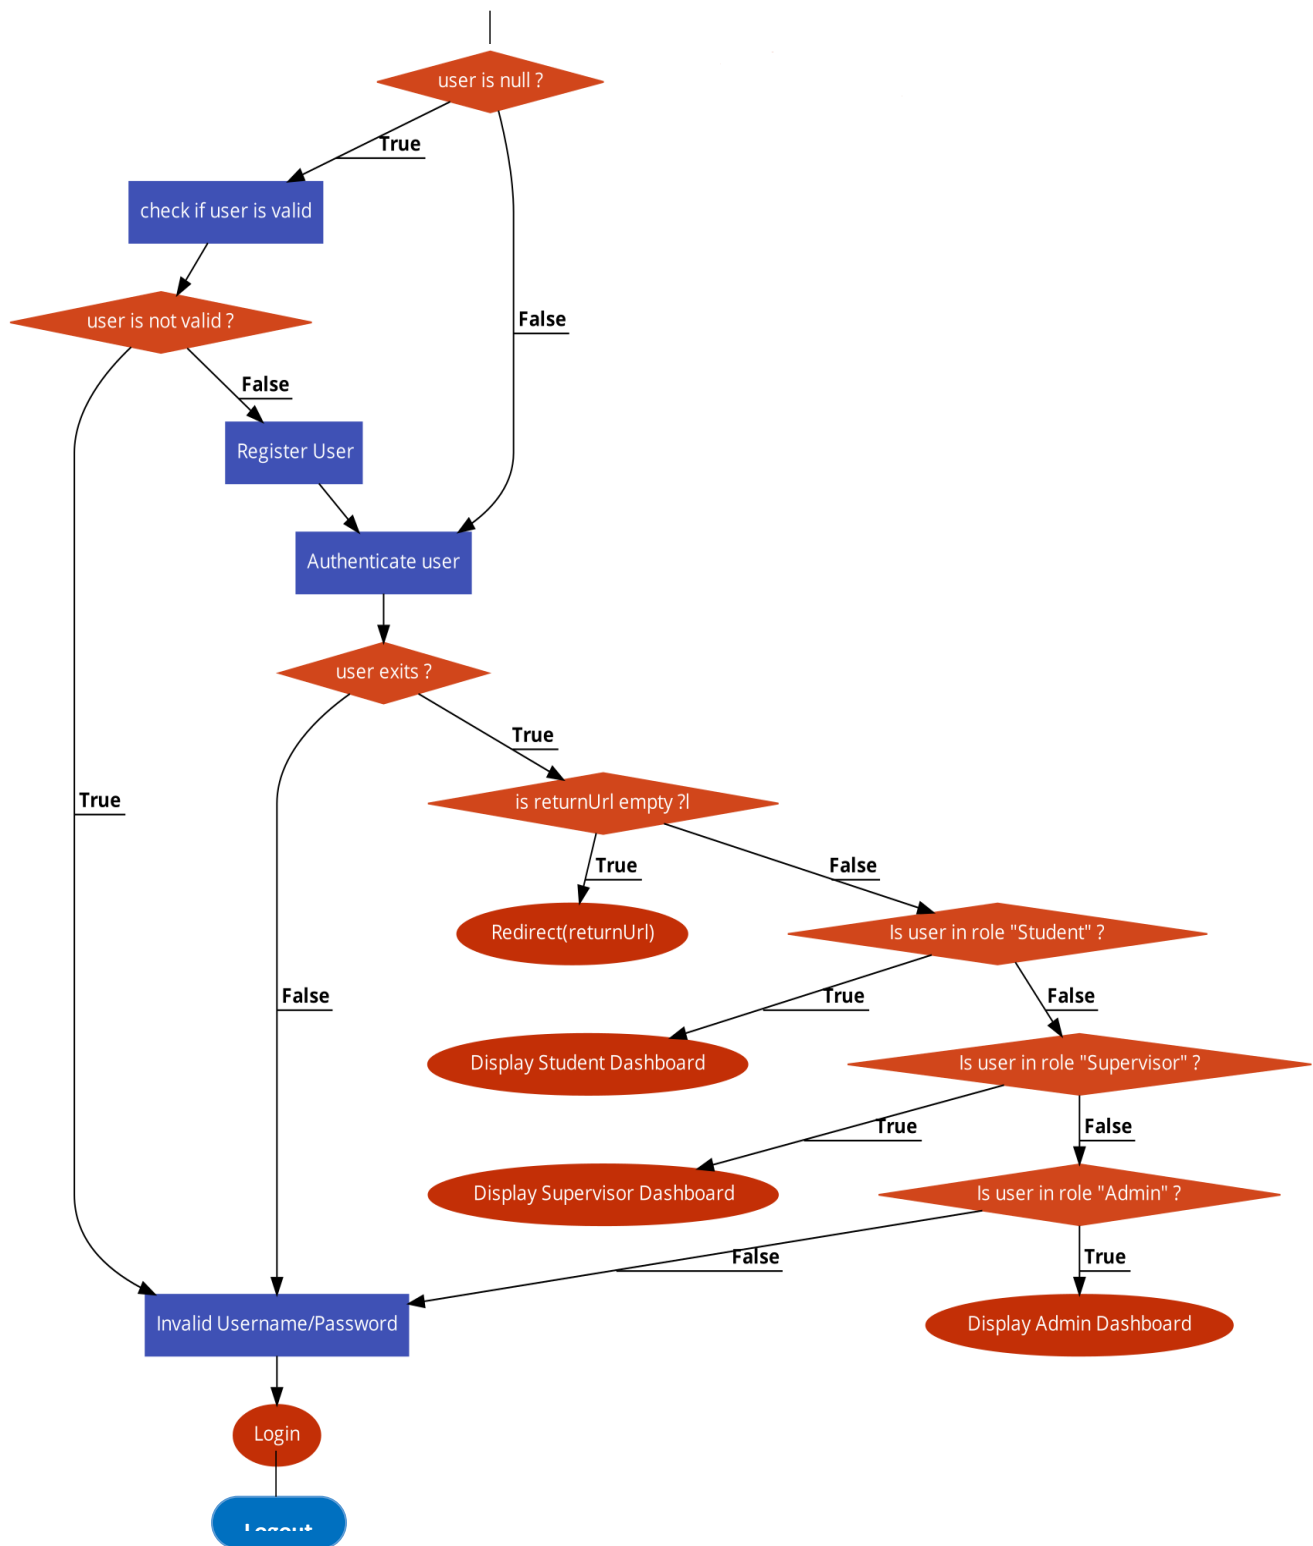 user is null ?
True
check if user is valid
user is not valid ?
False
False
Register User
Authenticate user
user exits ?
True
True
is returnUrl empty ?l
True
False
Redirect(returnUrl)
Is user in role "Student" ?
False
True
False
Display Student Dashboard
Is user in role "Supervisor" ?
True
False
Display Supervisor Dashboard
Is user in role "Admin" ?
False
True
Invalid Username/Password
Display Admin Dashboard
Login
Logout